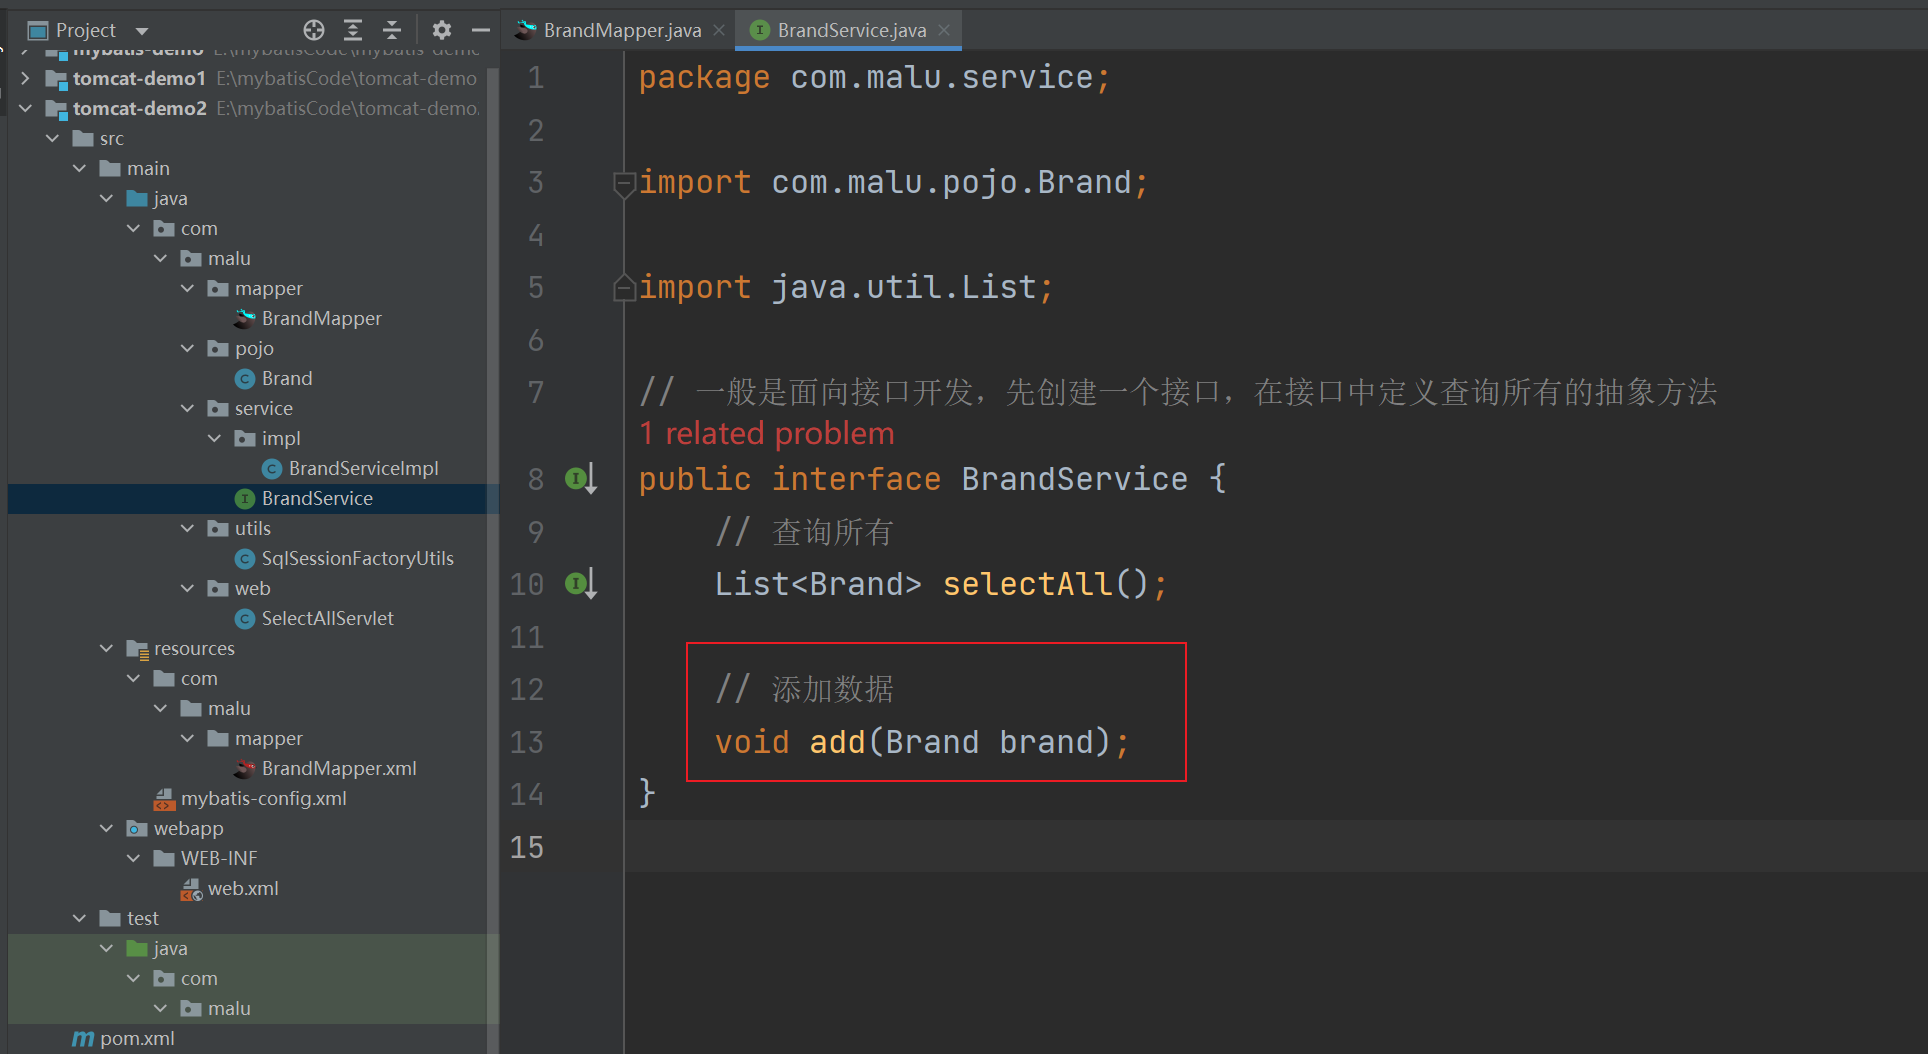 Project
BrandMapper.java
BrandService.java
mybatis-demo E:\mybatisCode\mybatis-demo
tomcat-demo1 E:\mybatisCode\tomcat-demo
tomcat-demo2 E:\mybatisCode\tomcat-demo.
src
main
java
com
malu
mapper
BrandMapper
pojo
Brand
service
impl
BrandServiceImpl
BrandService
utils
SqlSessionFactoryUtils
web
SelectAllServlet
resources
com
malu
mapper
BrandMapper.xml
mybatis-config.xml
webapp
WEB-INF
web.xml
test
java
com
malu
pom.xml
1 package com.malu.service;
2
3 import com.malu.pojo.Brand;
4
5 import java.util.List;
6
7 // 一般是面向接口开发，先创建一个接口，在接口中定义查询所有的抽象方法
1 related problem
8 public interface BrandService {
9 // 查询所有
10 List<Brand> selectAll();
11
12 // 添加数据
13 void add(Brand brand);
14 }
15